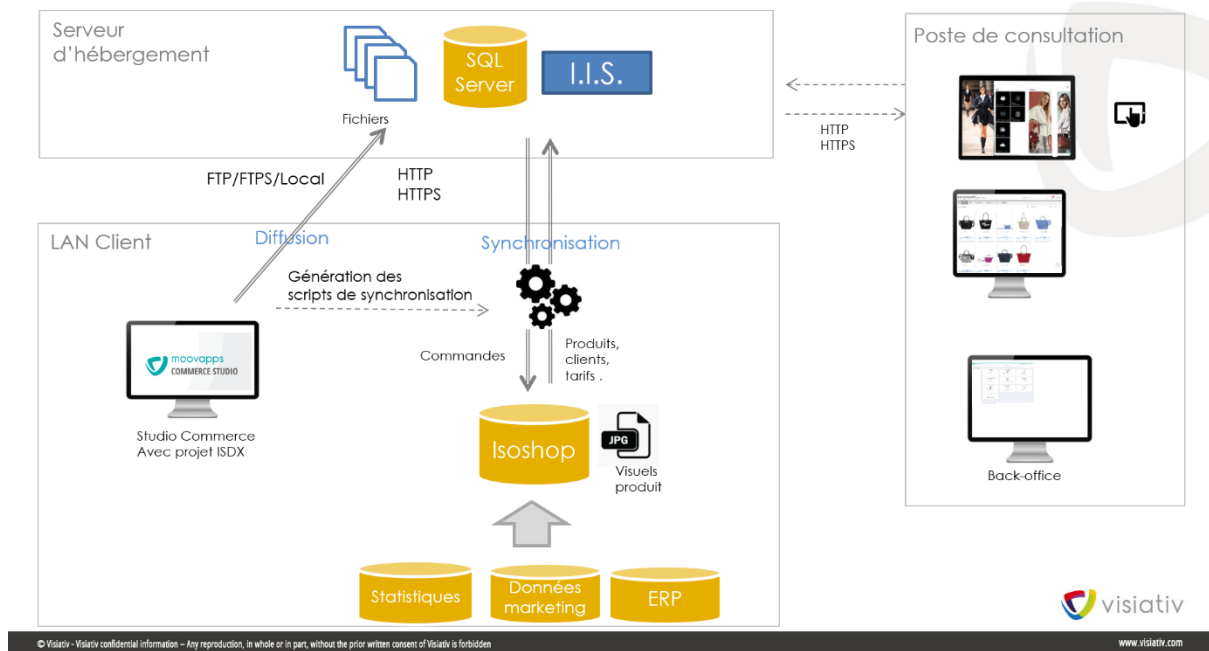 Serveur
d'hébergement
SQL
Server
I.I.S.
Fichiers
Poste de consultation
HTTP
HTTPS
FTP/FTPS/Local
HTTP
HTTPS
LAN Client
Diffusion
Synchronisation
Génération des
scripts de synchronisation
moovapps
COMMERCE STUDIO
Commandes
Produits,
clients,
tarifs .
Studio Commerce
Avec projet ISDX
Isoshop
JPG
Visuels
produit
Back-office
Statistiques
Données
marketing
ERP
visiativ
© Visiativ - Visiativ confidential information – Any reproduction, in whole or in part, without the prior written consent of Visiativ is forbidden
www.visiativ.com